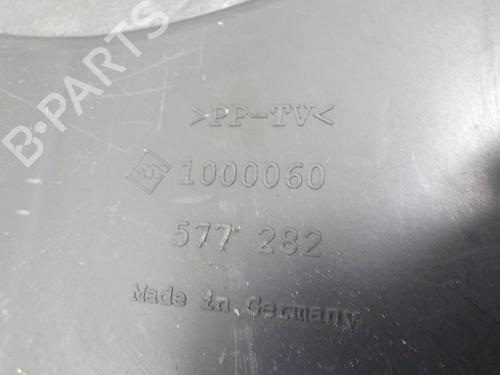 B-PARTS
>PP-TV<
1000060
577 282
Made in Germany